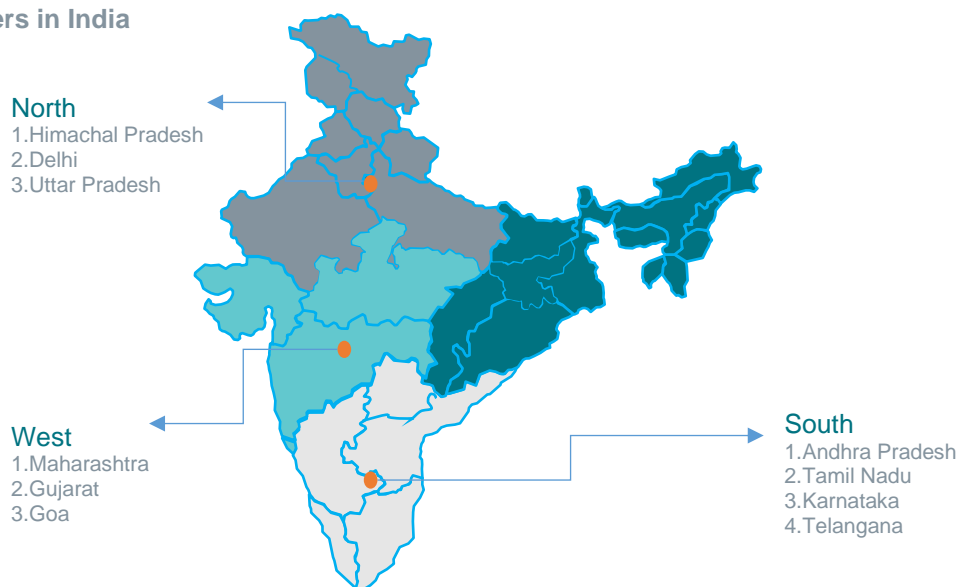 ers in India
North
1.Himachal Pradesh
2.Delhi
3.Uttar Pradesh
West
1.Maharashtra
2.Gujarat
3.Goa
South
1.Andhra Pradesh
2.Tamil Nadu
3.Karnataka
4.Telangana